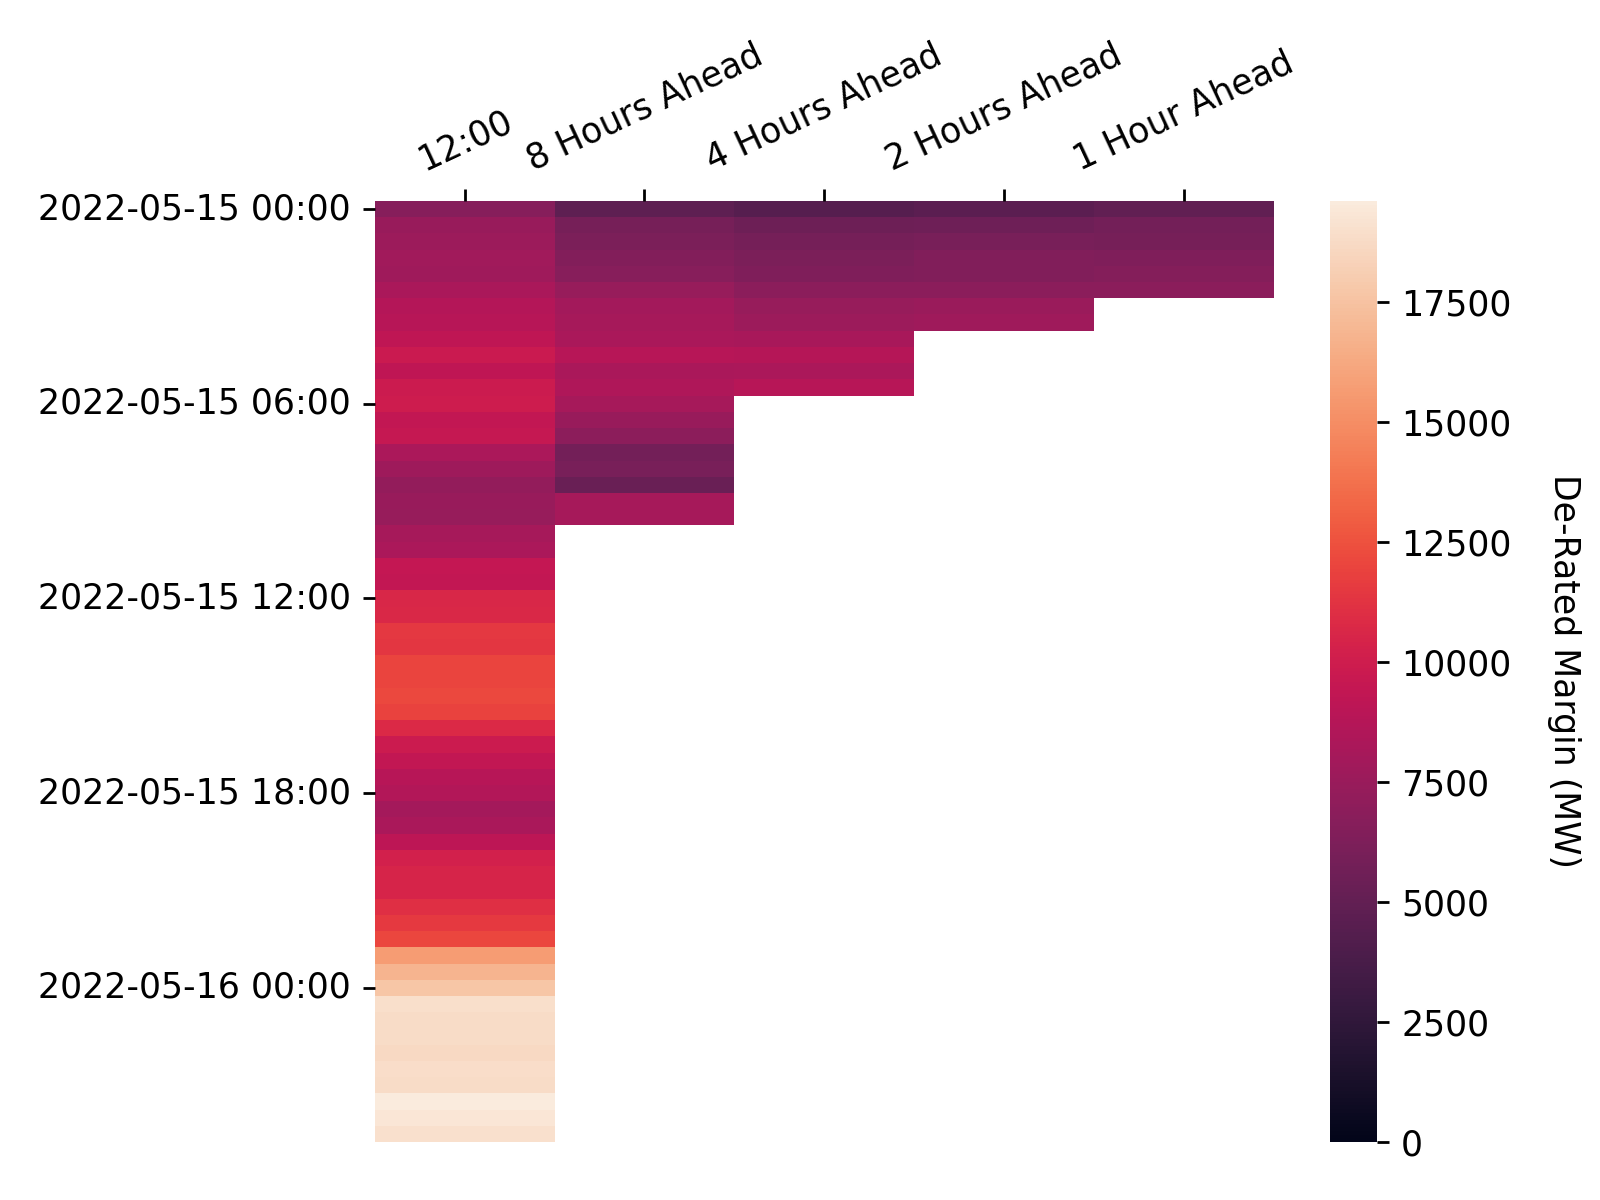 12:00
8 Hours Ahead
4 Hours Ahead
2 Hours Ahead
1 Hour Ahead
2022-05-15 00:00
2022-05-15 06:00
2022-05-15 12:00
2022-05-15 18:00
2022-05-16 00:00
17500
15000
12500
10000
7500
5000
2500
0
De-Rated Margin (MW)